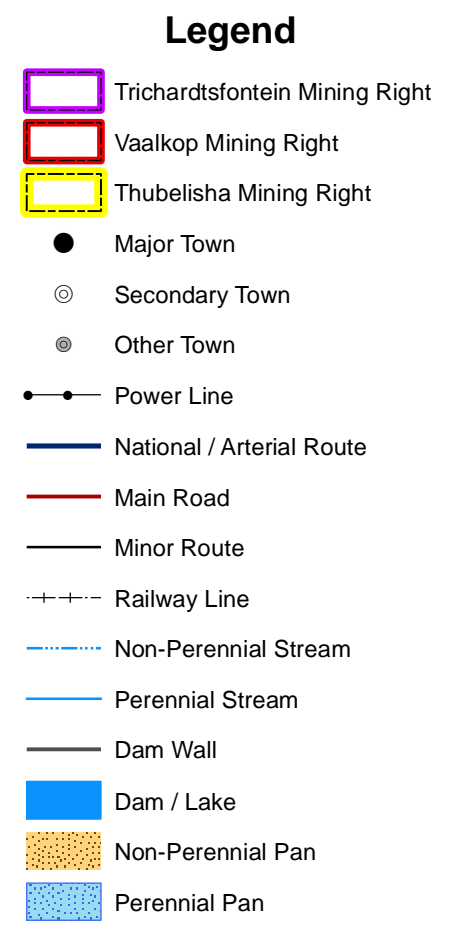 Legend
Trichardtsfontein Mining Right
Vaalkop Mining Right
Thubelisha Mining Right
Major Town
Secondary Town
Other Town
Power Line
National / Arterial Route
Main Road
Minor Route
Railway Line
Non-Perennial Stream
Perennial Stream
Dam Wall
Dam / Lake
Non-Perennial Pan
Perennial Pan